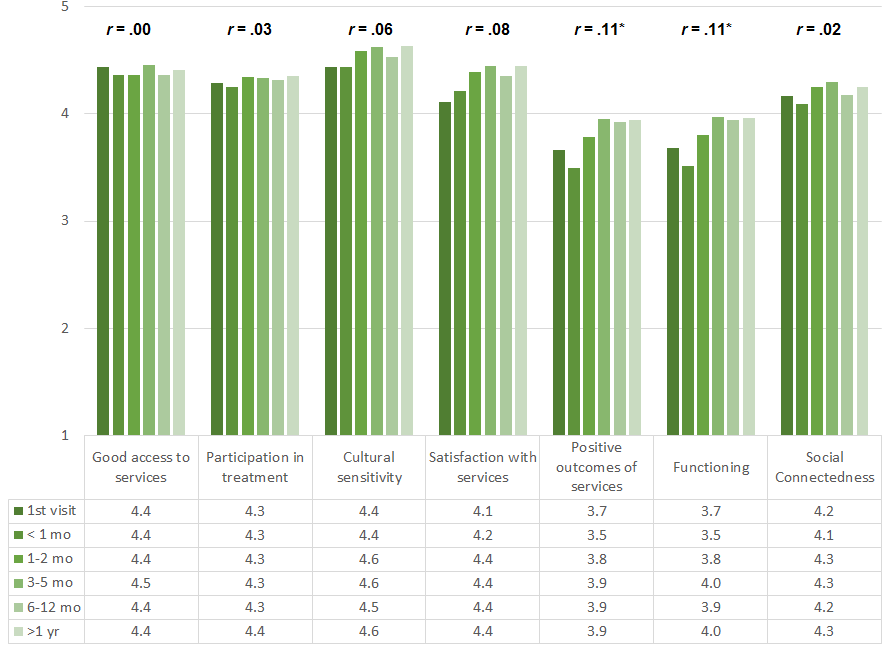 5
r = .00 r = .03 r = .06 r = .08 r = .11* r = .11* r = .02
4
3
2
1
Good access to services Participation in treatment Cultural sensitivity Satisfaction with services Positive outcomes of services Functioning Social Connectedness
1st visit 4.4 4.3 4.4 4.1 3.7 3.7 4.2
< 1 mo 4.4 4.3 4.4 4.2 3.5 3.5 4.1
1-2 mo 4.4 4.3 4.6 4.4 3.8 3.8 4.3
3-5 mo 4.5 4.3 4.6 4.4 3.9 4.0 4.3
6-12 mo 4.4 4.3 4.5 4.4 3.9 3.9 4.2
>1 yr 4.4 4.4 4.6 4.4 3.9 4.0 4.3